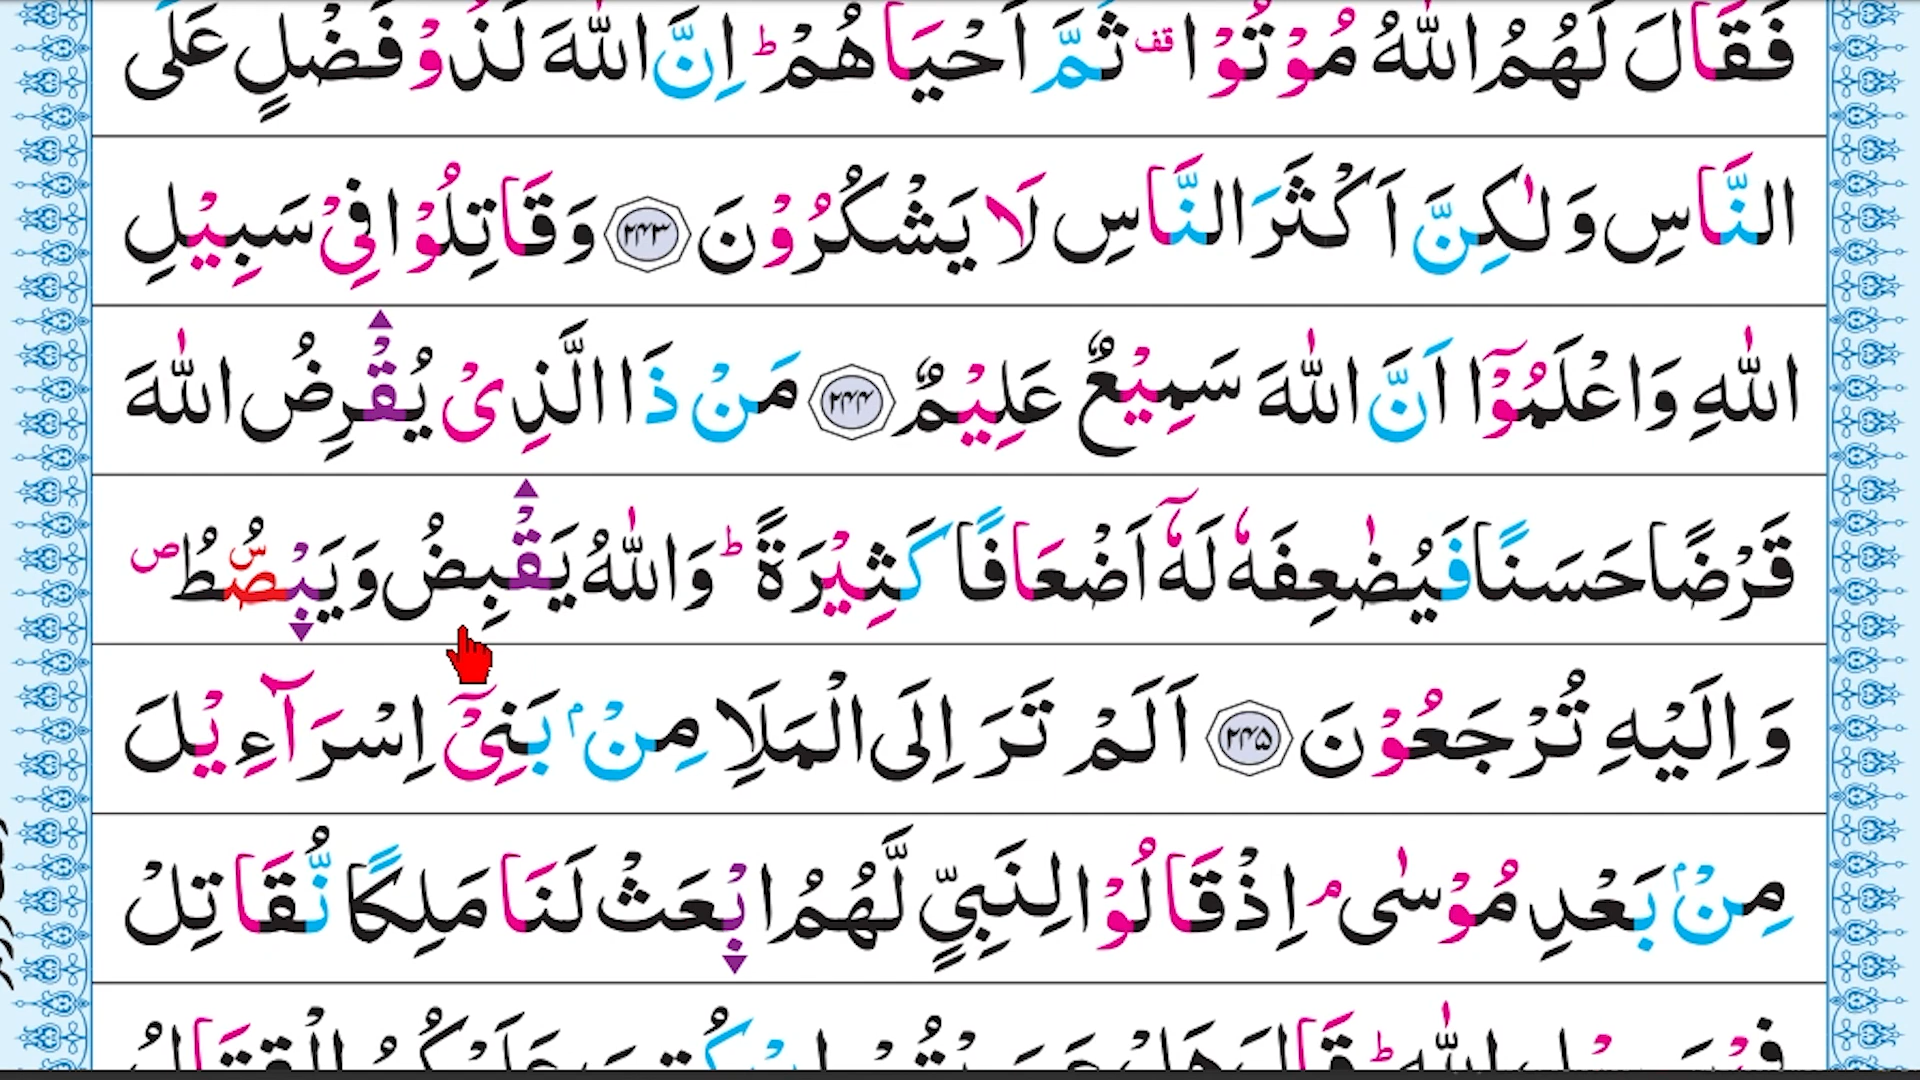 فَقَالَ لَهُمُ اللّٰهُ مُوْتُوْا ۫قف ثُمَّ اَحْيَاهُمْ ؕ اِنَّ اللّٰهَ لَذُوْ فَضْلٍ عَلَى
النَّاسِ وَلٰكِنَّ اَكْثَرَ النَّاسِ لَا يَشْكُرُوْنَ ﴿۲۴۳﴾ وَقَاتِلُوْا فِيْ سَبِيْلِ
اللّٰهِ وَاعْلَمُوْۤا اَنَّ اللّٰهَ سَمِيْعٌ عَلِيْمٌ ﴿۲۴۴﴾ مَنْ ذَا الَّذِىْ يُقْرِضُ اللّٰهَ
قَرْضًا حَسَنًا فَيُضٰعِفَهٗ لَهٗۤ اَضْعَافًا كَثِيْرَةً ؕ وَاللّٰهُ يَقْبِضُ وَيَبْصُۜطُ ص
وَاِلَيْهِ تُرْجَعُوْنَ ﴿۲۴۵﴾ اَلَمْ تَرَ اِلَى الْمَلَاِ مِنْۢ بَنِىْۤ اِسْرَآءِيْلَ
مِنْۢ بَعْدِ مُوْسٰى ۘ اِذْ قَالُوْا لِنَبِيٍّ لَّهُمُ ابْعَثْ لَنَا مَلِكًا نُّقَاتِلْ